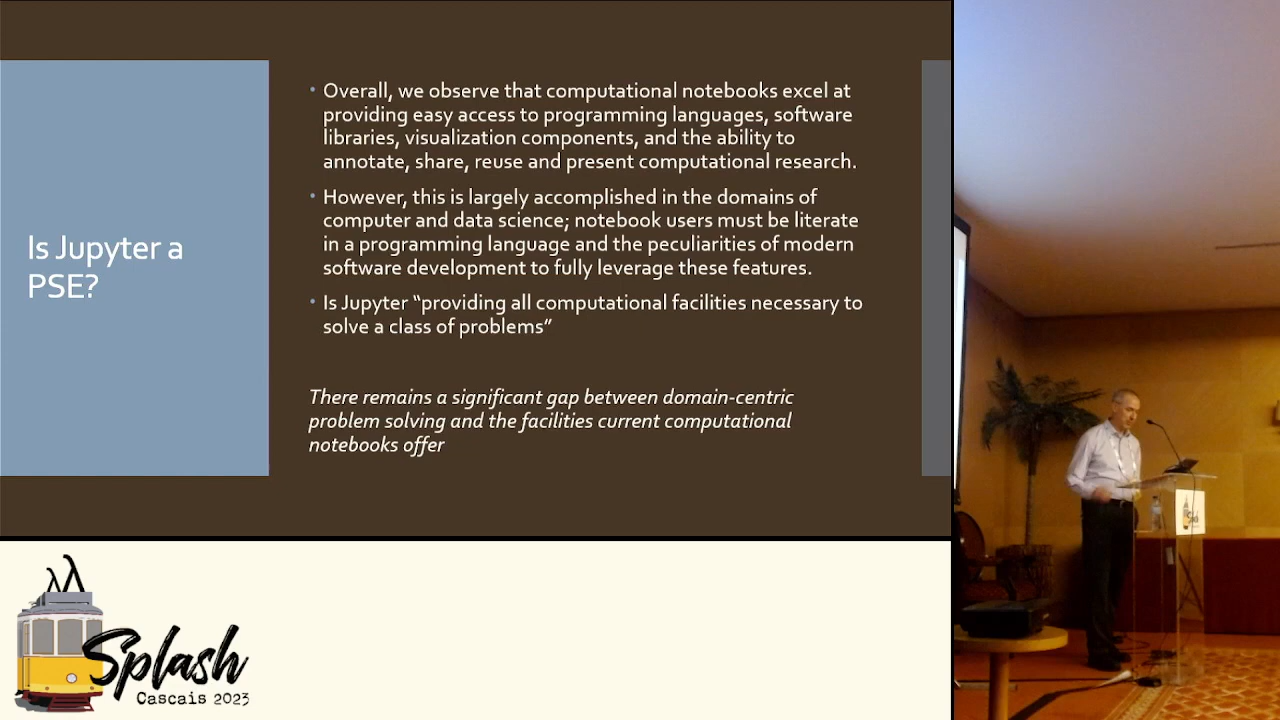 Is Jupyter a
PSE?
• Overall, we observe that computational notebooks excel at
providing easy access to programming languages, software
libraries, visualization components, and the ability to
annotate, share, reuse and present computational research.
• However, this is largely accomplished in the domains of
computer and data science; notebook users must be literate
in a programming language and the peculiarities of modern
software development to fully leverage these features.
• Is Jupyter “providing all computational facilities necessary to
solve a class of problems”
There remains a significant gap between domain-centric
problem solving and the facilities current computational
notebooks offer
Splash
Cascais 2023